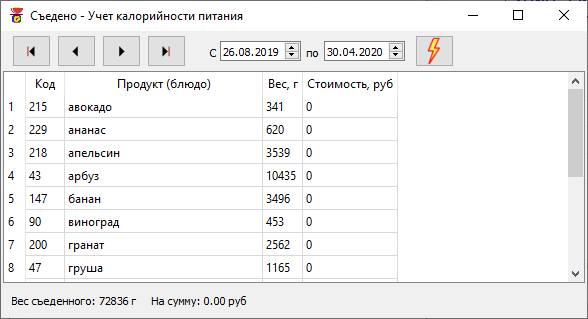 Съедено - Учет калорийности питания
С 26.08.2019 по 30.04.2020
Код Продукт (блюдо) Вес, г Стоимость, руб
1 215 авокадо 341 0
2 229 ананас 620 0
3 218 апельсин 3539 0
4 43 арбуз 10435 0
5 147 банан 3496 0
6 90 виноград 453 0
7 200 гранат 2562 0
8 47 груша 1165 0
Вес съеденного: 72836 г На сумму: 0.00 руб